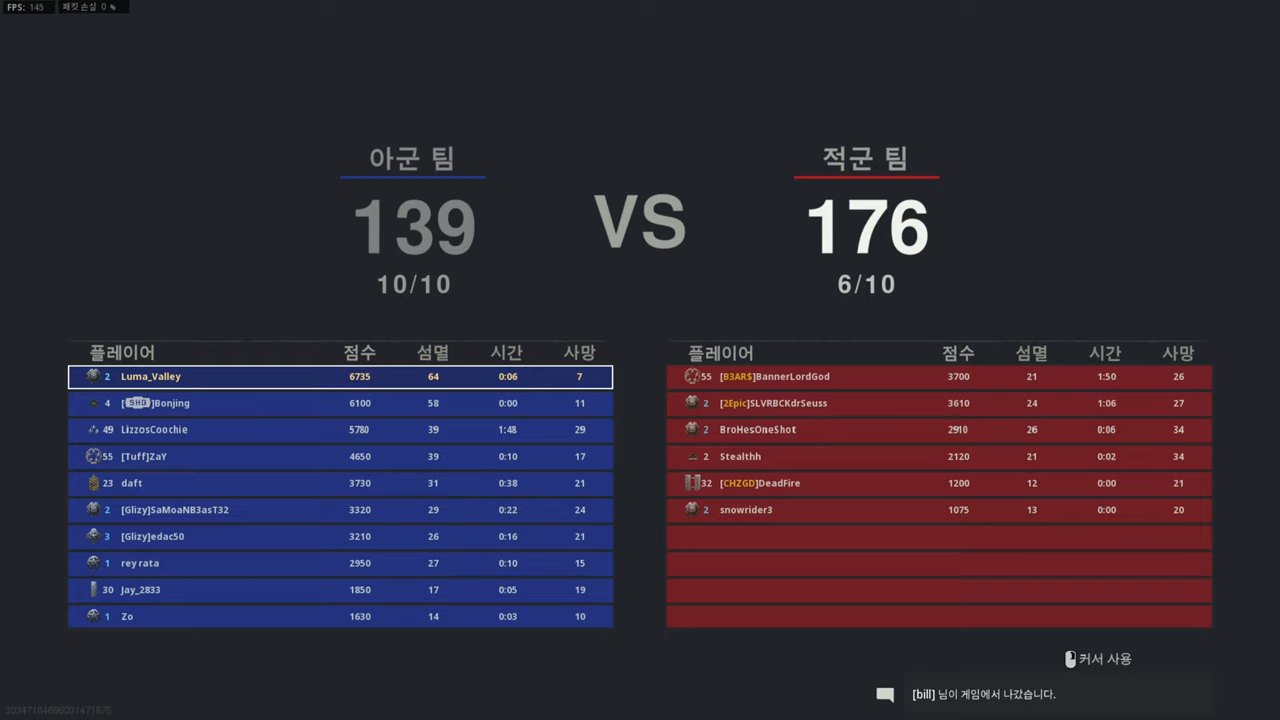 FPS: 145 패킷 손실 0 %
아군 팀 VS 적군 팀
139 176
10/10 6/10
플레이어 점수 섬멸 시간 사망
2 Luma_Valley 6735 64 0:06 7
4 [SHG]Bonjing 6100 58 0:00 11
49 LizzosCoochie 5780 39 1:48 29
55 [Tuff]ZaY 4650 39 0:10 17
23 daft 3730 31 0:38 21
2 [Glizy]SaMoaNB3asT32 3320 29 0:22 24
3 [Glizy]edac50 3210 26 0:16 21
1 rey rata 2950 27 0:10 15
30 Jay_2833 1850 17 0:05 19
1 Zo 1630 14 0:03 10
플레이어 점수 섬멸 시간 사망
55 [B3AR$]BannerLordGod 3700 21 1:50 26
2 [2Epic]SLVRBCKdrSeuss 3610 24 1:06 27
2 BroHesOneShot 2910 26 0:06 34
2 Stealthh 2120 21 0:02 34
32 [CHZGD]DeadFire 1200 12 0:00 21
2 snowrider3 1075 13 0:00 20
커서 사용
[bill] 님이 게임에서 나갔습니다.